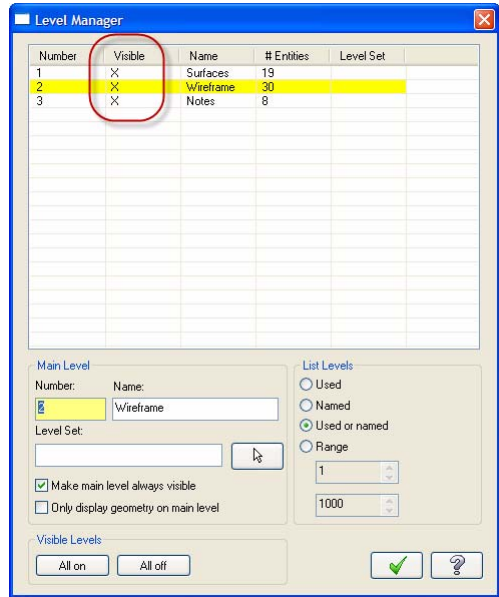 Level Manager
Number Visible Name # Entities Level Set
1 X Surfaces 19
2 X Wireframe 30
3 X Notes 8
Main Level
Number: Name:
2 Wireframe
Level Set:
Make main level always visible
Only display geometry on main level
List Levels
Used
Named
Used or named
Range
1
1000
Visible Levels
All on All off